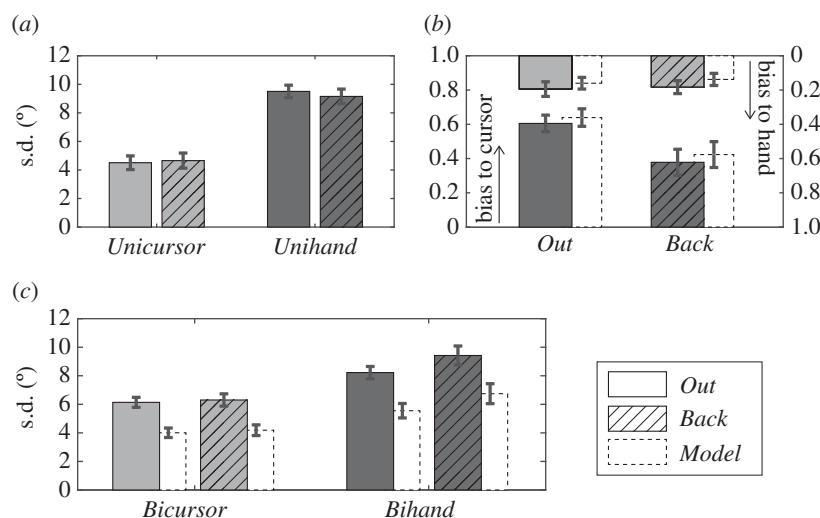 (a)
12
10
8
6
4
2
0
s.d. (º)
Unicursor Unihand
(b)
1.0
0.8
0.6
0.4
0.2
0
bias to cursor
bias to hand
0
0.2
0.4
0.6
0.8
1.0
Out Back
(c)
12
10
8
6
4
2
0
s.d. (º)
Bicursor Bihand
Out
Back
Model